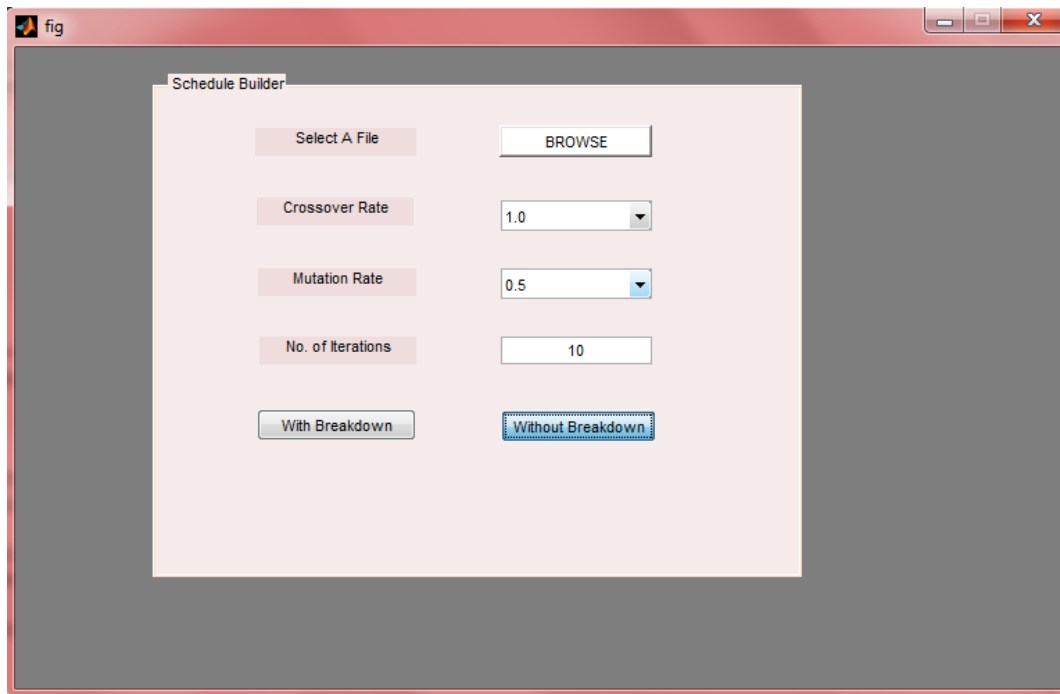 fig
Schedule Builder
Select A File BROWSE
Crossover Rate 1.0
Mutation Rate 0.5
No. of Iterations 10
With Breakdown Without Breakdown